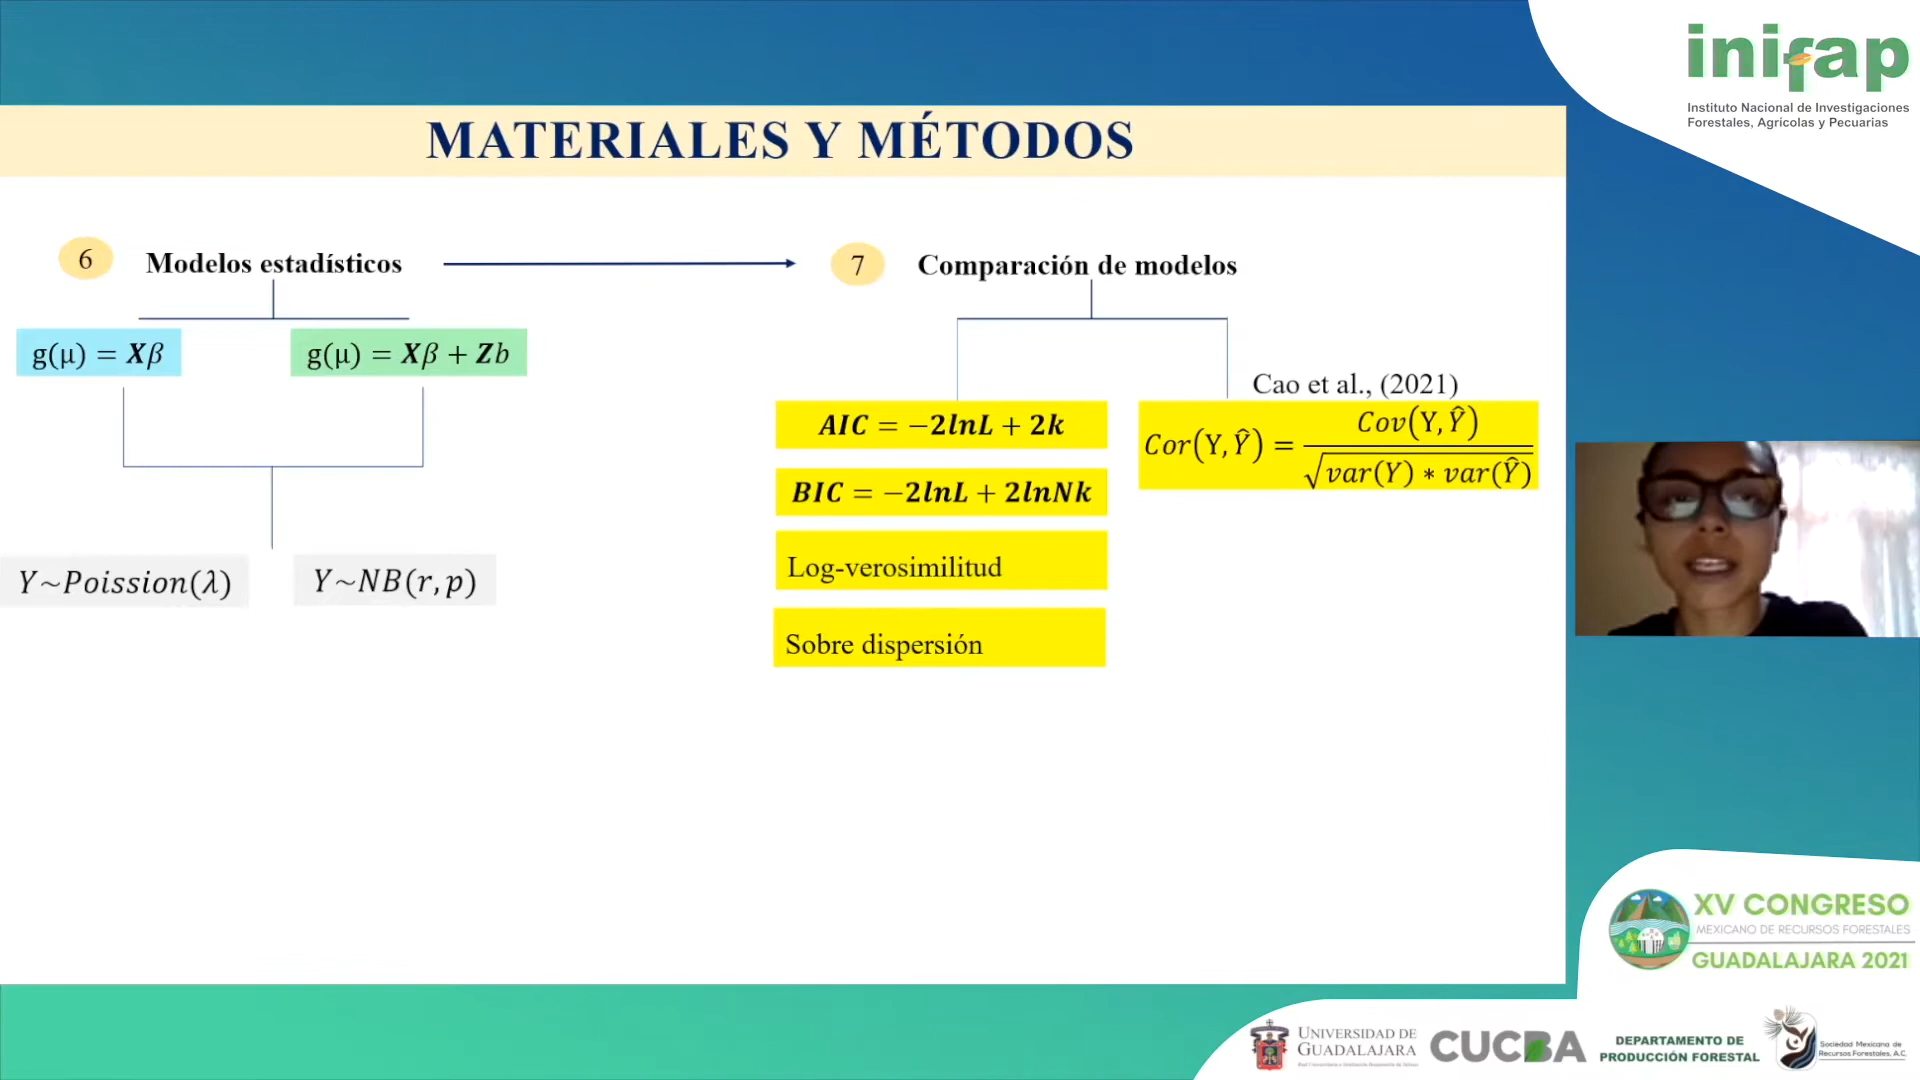 inifap
Instituto Nacional de Investigaciones
Forestales, Agrícolas y Pecuarias
MATERIALES Y MÉTODOS
6 Modelos estadísticos
7 Comparación de modelos
g(μ) = Xβ
g(μ) = Xβ + Zb
Y~Poission(λ)
Y~NB(r, p)
Cao et al., (2021)
AIC = −2lnL + 2k
BIC = −2lnL + 2lnNk
Log-verosimilitud
Sobre dispersión
Cor(Y, Ŷ) = Cov(Y, Ŷ) / √var(Y) * var(Ŷ)
XV CONGRESO
MEXICANO DE RECURSOS FORESTALES
GUADALAJARA 2021
UNIVERSIDAD DE
GUADALAJARA
CUCBA
DEPARTAMENTO DE
PRODUCCIÓN FORESTAL
Sociedad Mexicana de
Recursos Forestales, A.C.